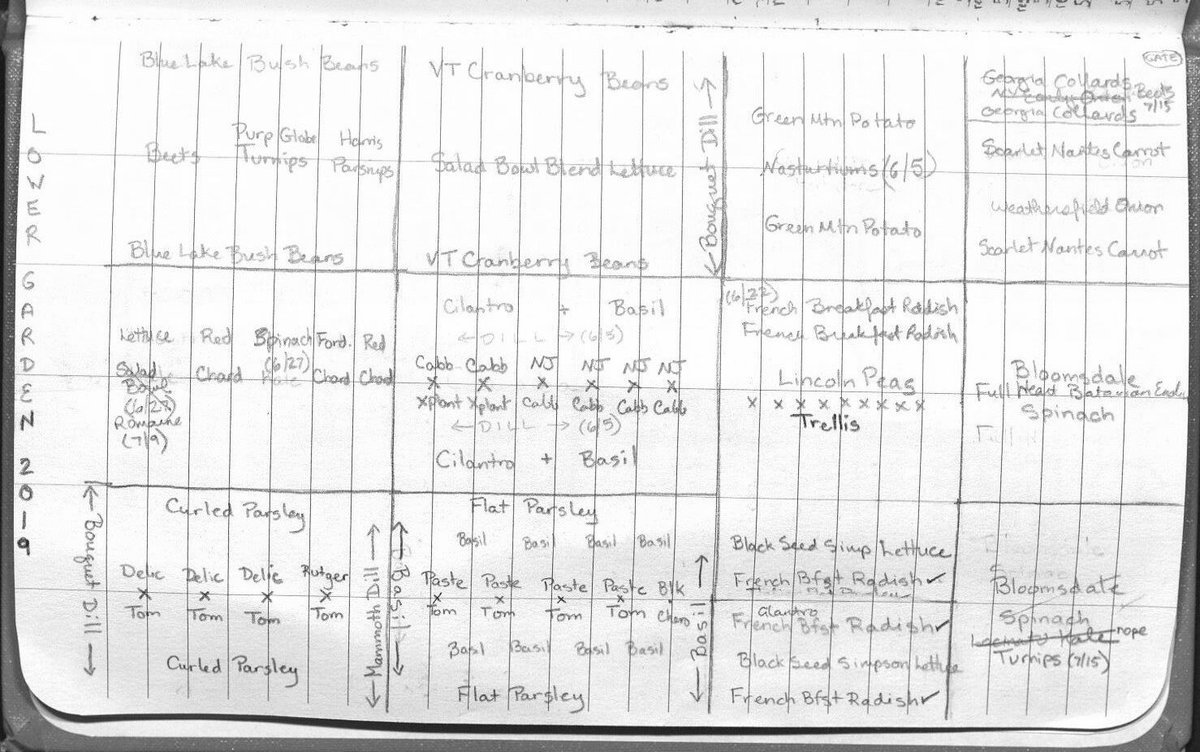 LOWER GARDEN 2019
GATE
Blue Lake Bush Beans
Beets
Purp Globe
Turnips
Harris
Parsnips
Blue Lake Bush Beans
VT Cranberry Beans
Salad Bowl Blend Lettuce
VT Cranberry Beans
← Bouquet Dill →
Green Mtn Potato
Nasturtiums (6/5)
Green Mtn Potato
Georgia Collards
Beets
7/15
Georgia Collards
Scarlet Nantes Carrot
Weathersfield Onion
Scarlet Nantes Carrot
Lettuce Red Spinach Ford. Red
(6/27)
Salad Chard Chard Chard
Bowl
(6/27)
Romaine
(7/9)
Cilantro + Basil
← DILL → (6/5)
Cabb Cabb NJ NJ NJ NJ
x x x x x x
Xplant Xplant Cabb Cabb Cabb Cabb
← DILL → (6/5)
Cilantro + Basil
(6/22)
French Breakfast Radish
French Breakfast Radish
Lincoln Peas
x x x x x x x x
Trellis
Bloomsdale
Full Head Batavian
Spinach
Full
← Bouquet Dill →
Curled Parsley
Delic Delic Delic Rutger
x x x x
Tom Tom Tom Tom
Curled Parsley
← Mammoth Dill →
← Basil →
Flat Parsley
Basil Basil Basil Basil
Paste Paste Paste Paste Blk
x x x x
Tom Tom Tom Tom Chero
Basil Basil Basil Basil
Flat Parsley
← Basil →
Black Seed Simp Lettuce
French Bfst Radish ✓
Cilantro
French Bfst Radish ✓
Black Seed Simpson Lettuce
French Bfst Radish ✓
Bloomsdale
Spinach
Kale nope
Turnips (7/15)